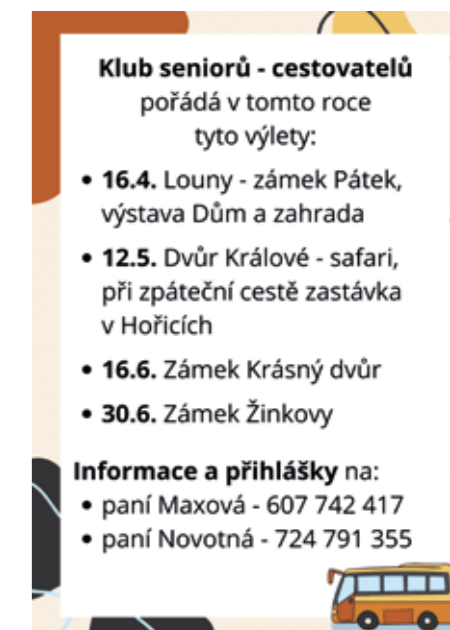 Klub seniorů - cestovatelů
pořádá v tomto roce
tyto výlety:
• 16.4. Louny - zámek Pátek,
výstava Dům a zahrada
• 12.5. Dvůr Králové - safari,
při zpáteční cestě zastávka
v Hořicích
• 16.6. Zámek Krásný dvůr
• 30.6. Zámek Žinkovy
Informace a přihlášky na:
• paní Maxová - 607 742 417
• paní Novotná - 724 791 355